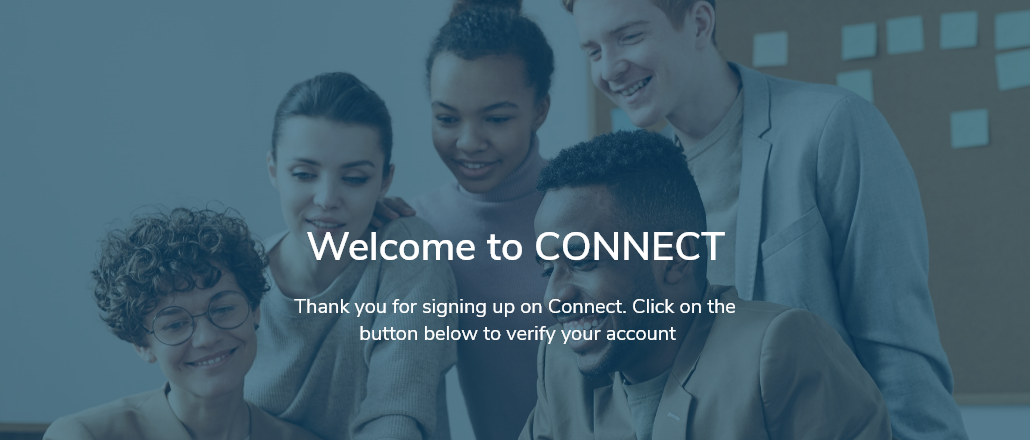 Welcome to CONNECT
Thank you for signing up on Connect. Click on the
button below to verify your account